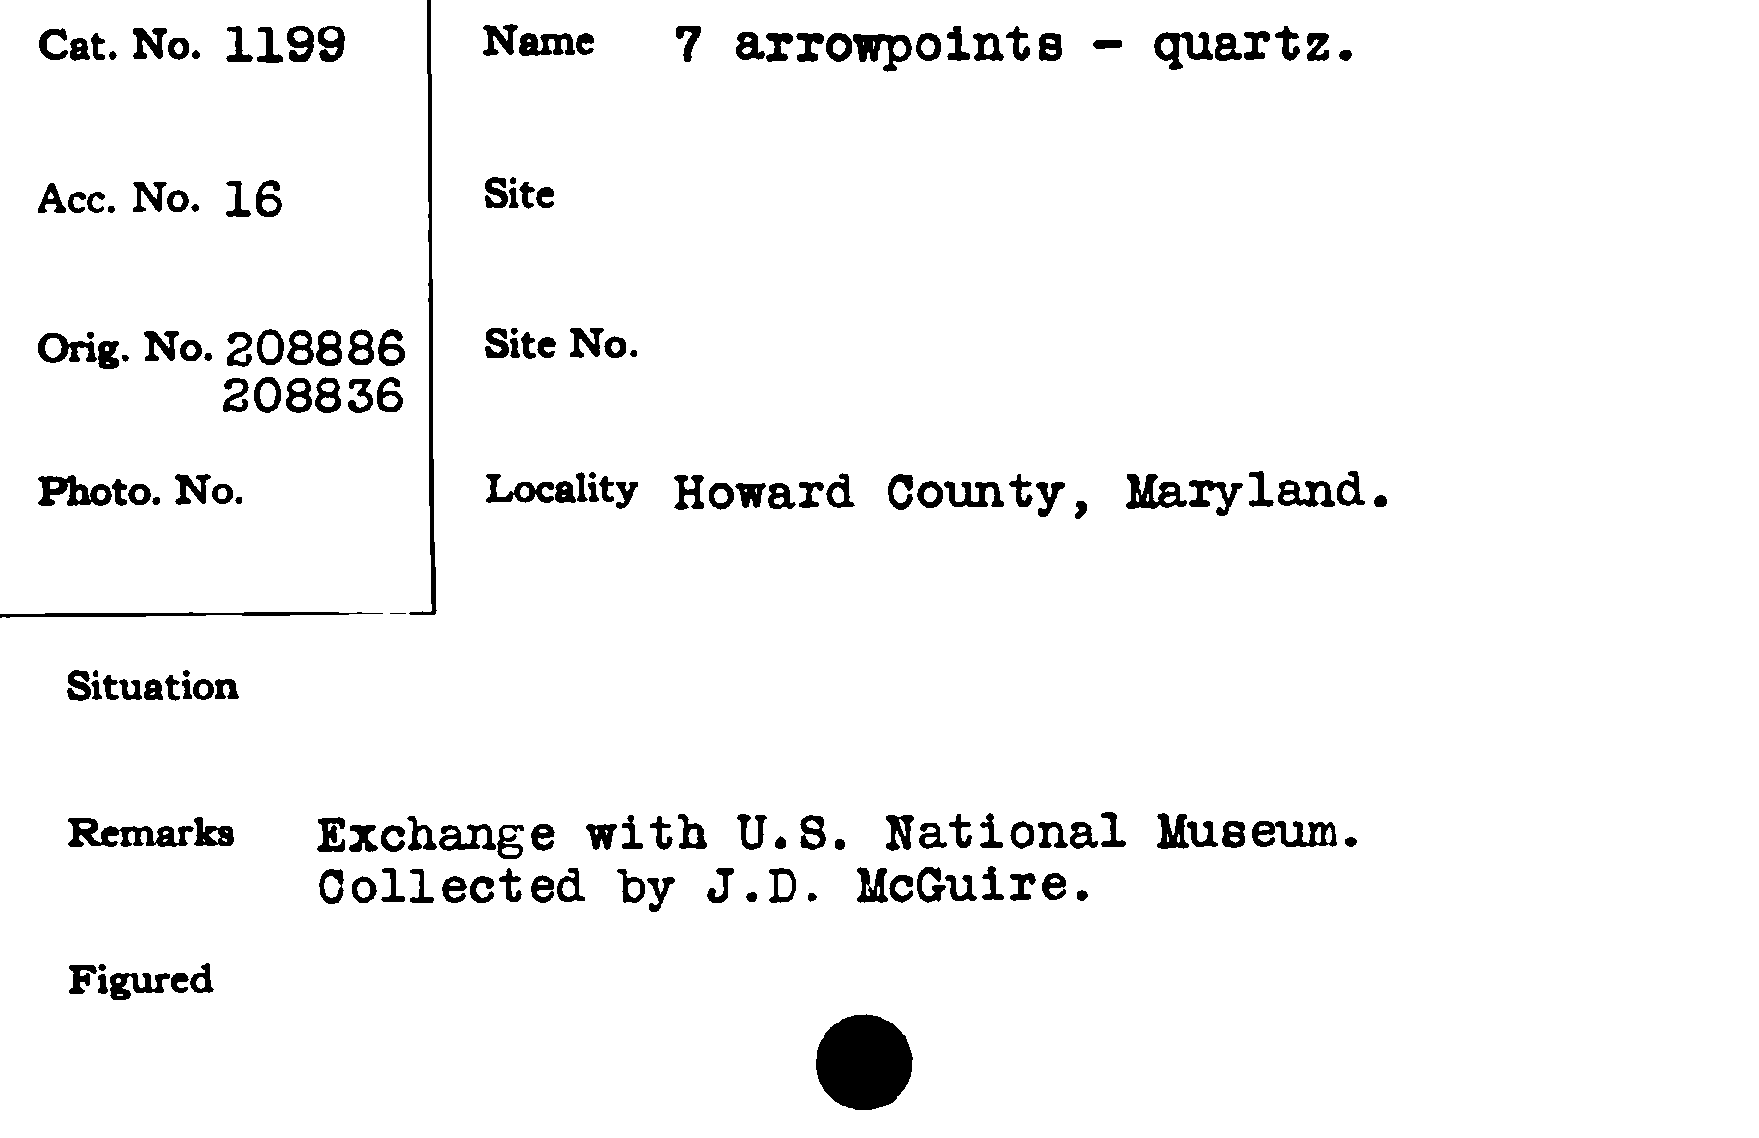 Cat. No. 1199
Acc. No. 16
Orig. No. 208886
208836
Photo. No.
Name 7 arrowpoints - quartz.
Site
Site No.
Locality Howard County, Maryland.
Situation
Remarks Exchange with U.S. National Museum.
Collected by J.D. McGuire.
Figured